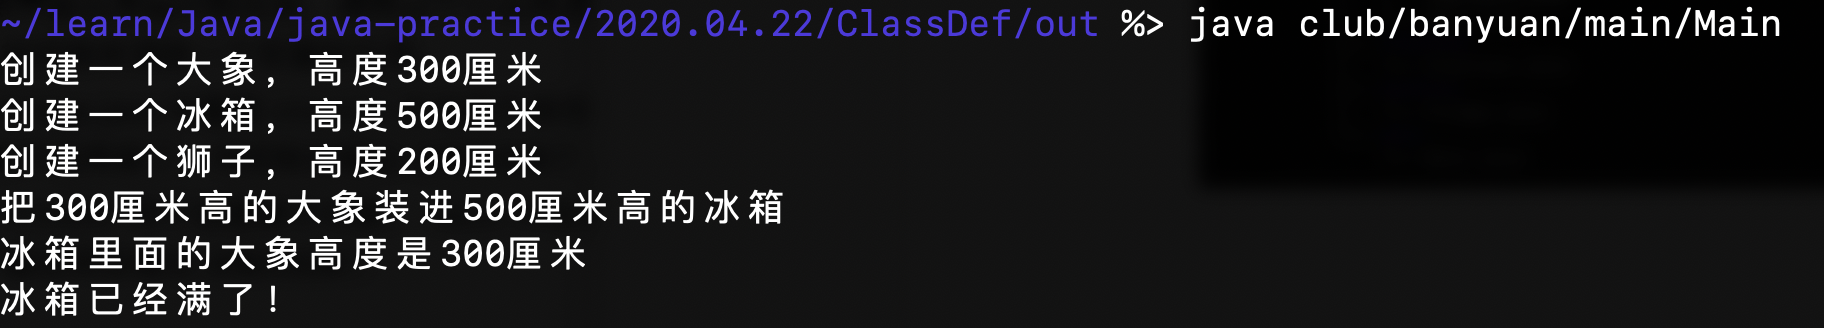 ~/learn/Java/java-practice/2020.04.22/ClassDef/out %> java club/banyuan/main/Main
创建一个大象, 高度300厘米
创建一个冰箱, 高度500厘米
创建一个狮子, 高度200厘米
把300厘米高的大象装进500厘米高的冰箱
冰箱里面的大象高度是300厘米
冰箱已经满了!